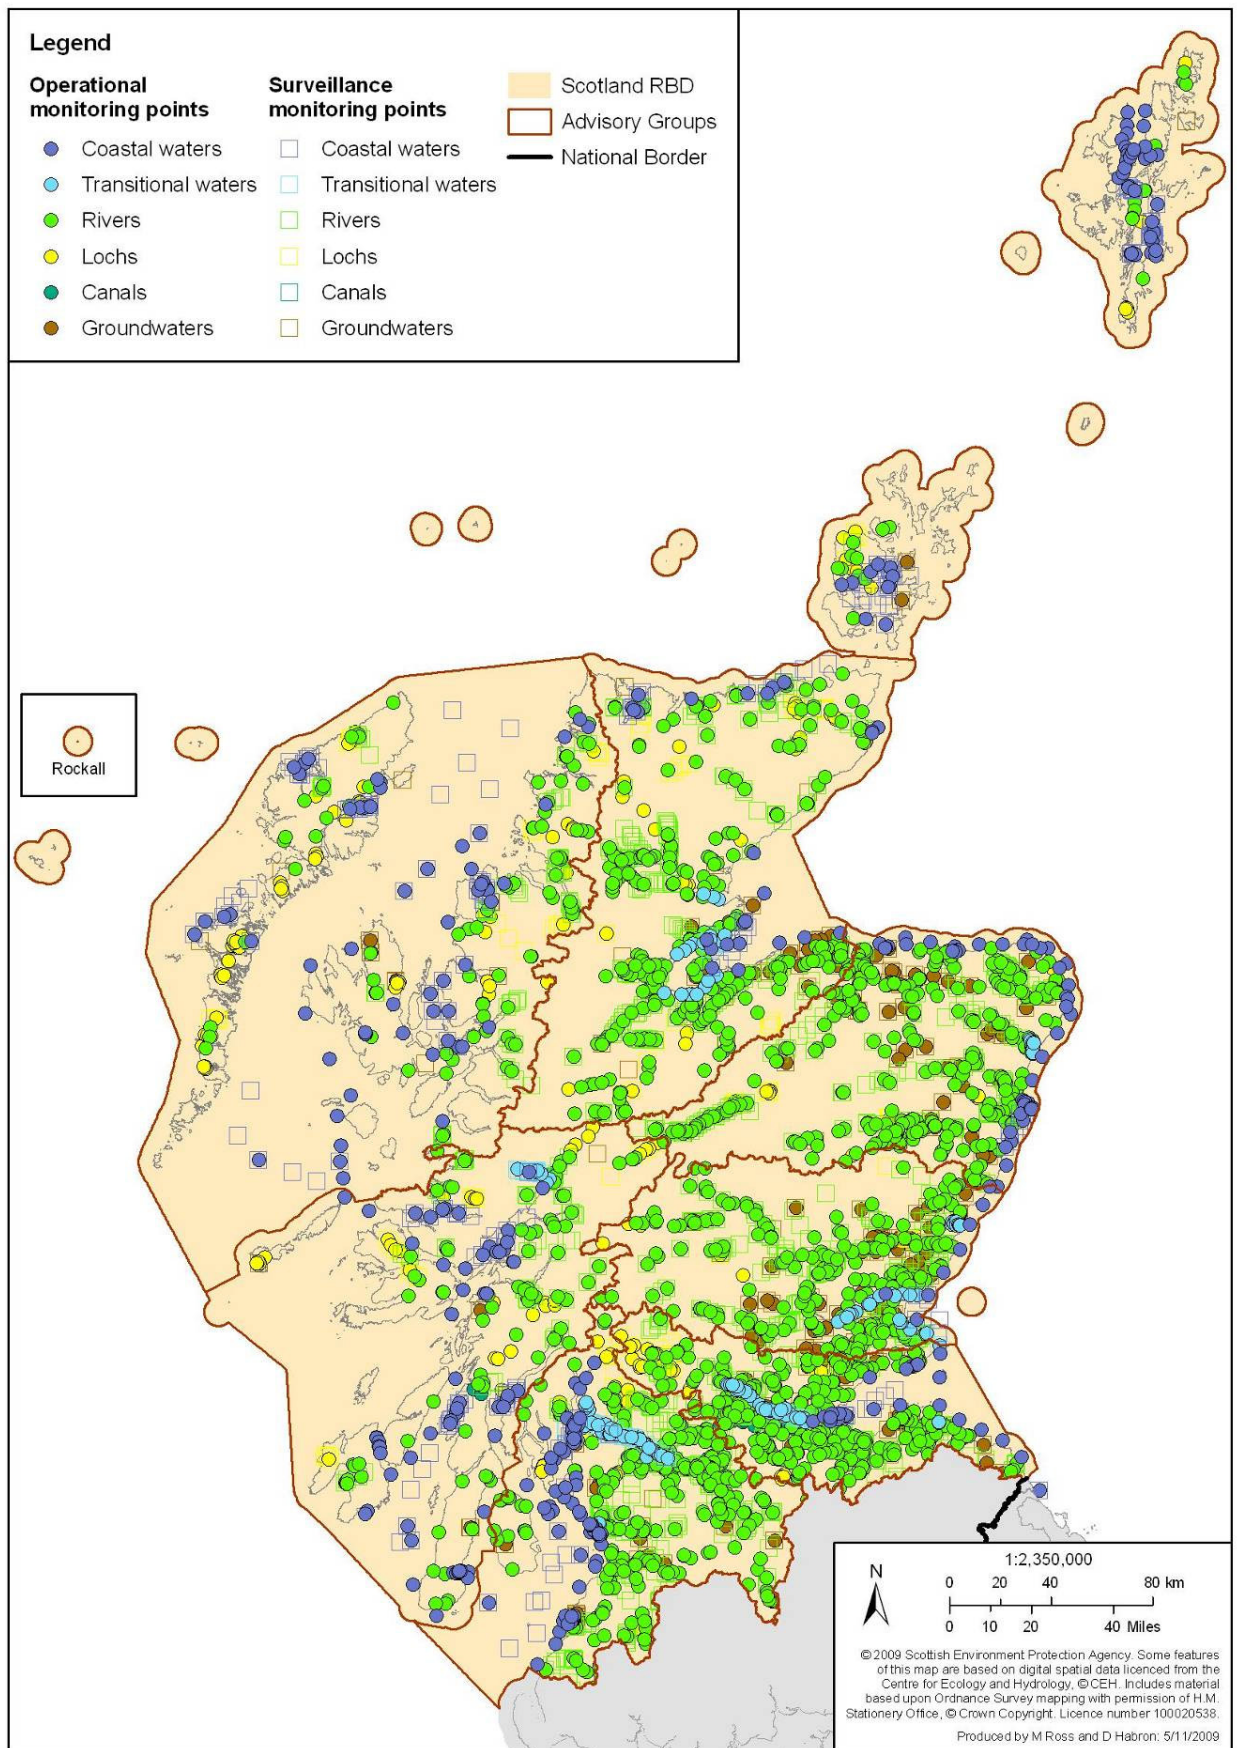 Legend
Operational
monitoring points
Coastal waters
Transitional waters
Rivers
Lochs
Canals
Groundwaters
Surveillance
monitoring points
Coastal waters
Transitional waters
Rivers
Lochs
Canals
Groundwaters
Scotland RBD
Advisory Groups
National Border
Rockall
N
1:2,350,000
0 20 40 80 km
0 10 20 40 Miles
© 2009 Scottish Environment Protection Agency. Some features
of this map are based on digital spatial data licenced from the
Centre for Ecology and Hydrology, © CEH. Includes material
based upon Ordnance Survey mapping with permission of H.M.
Stationery Office, © Crown Copyright. Licence number 100020538.
Produced by M Ross and D Habron: 5/11/2009